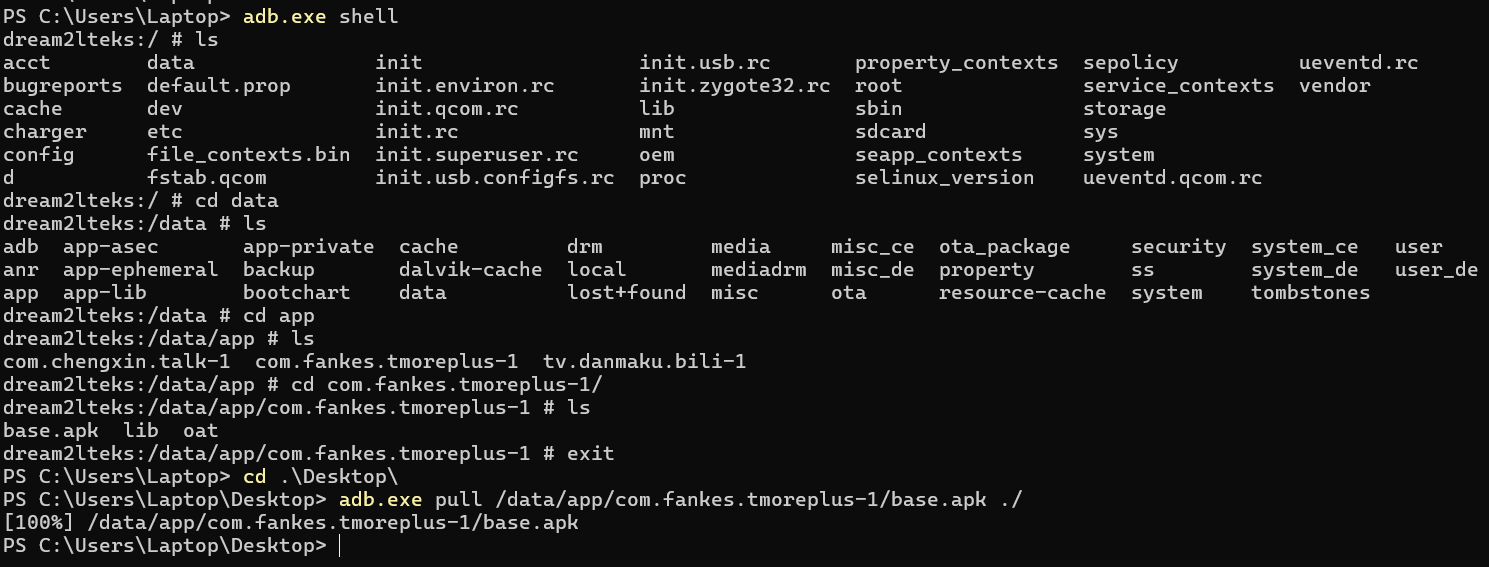 PS C:\Users\Laptop> adb.exe shell
dream2lteks:/ # ls
acct        data                init                   init.usb.rc       property_contexts  sepolicy          ueventd.rc
bugreports  default.prop        init.environ.rc        init.zygote32.rc  root               service_contexts  vendor
cache       dev                 init.qcom.rc           lib               sbin               storage
charger     etc                 init.rc                mnt               sdcard             sys
config      file_contexts.bin   init.superuser.rc      oem               seapp_contexts     system
d           fstab.qcom          init.usb.configfs.rc   proc              selinux_version    ueventd.qcom.rc
dream2lteks:/ # cd data
dream2lteks:/data # ls
adb  app-asec       app-private  cache         drm         media     misc_ce  ota_package     security  system_ce   user
anr  app-ephemeral  backup       dalvik-cache  local       mediadrm  misc_de  property        ss        system_de   user_de
app  app-lib        bootchart    data          lost+found  misc      ota      resource-cache  system    tombstones
dream2lteks:/data # cd app
dream2lteks:/data/app # ls
com.chengxin.talk-1  com.fankes.tmoreplus-1  tv.danmaku.bili-1
dream2lteks:/data/app # cd com.fankes.tmoreplus-1/
dream2lteks:/data/app/com.fankes.tmoreplus-1 # ls
base.apk  lib  oat
dream2lteks:/data/app/com.fankes.tmoreplus-1 # exit
PS C:\Users\Laptop> cd .\Desktop\
PS C:\Users\Laptop\Desktop> adb.exe pull /data/app/com.fankes.tmoreplus-1/base.apk ./
[100%] /data/app/com.fankes.tmoreplus-1/base.apk
PS C:\Users\Laptop\Desktop>